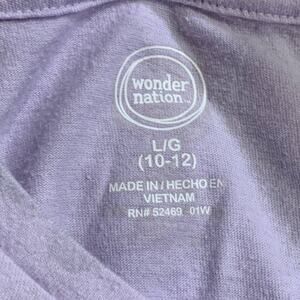 wonder
nation
L/G
(10-12)
MADE IN / HECHO EN
VIETNAM
RN# 52469 01W